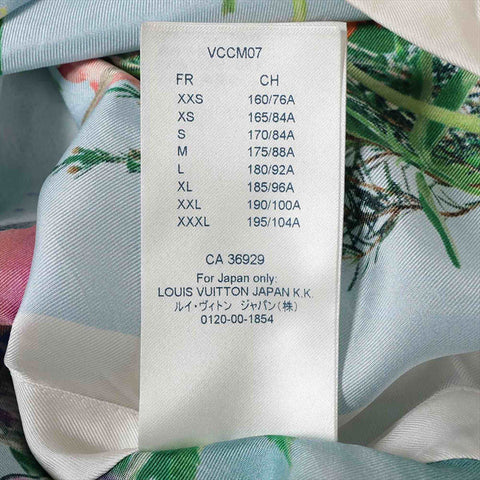 VCCM07
FR CH
XXS 160/76A
XS 165/84A
S 170/84A
M 175/88A
L 180/92A
XL 185/96A
XXL 190/100A
XXXL 195/104A
CA 36929
For Japan only:
LOUIS VUITTON JAPAN K.K.
ルイ・ヴィトン ジャパン(株)
0120-00-1854